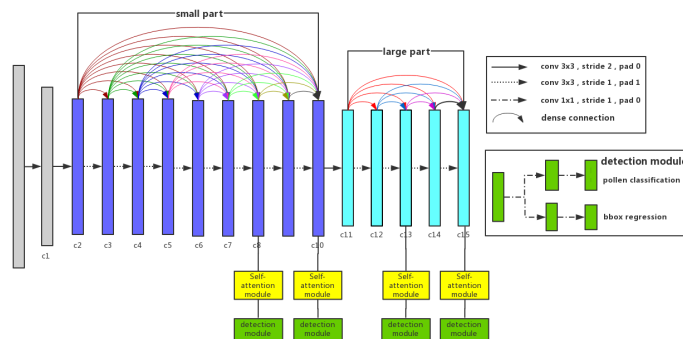 small part
large part
conv 3x3 , stride 2 , pad 0
conv 3x3 , stride 1 , pad 1
conv 1x1 , stride 1 , pad 0
dense connection
detection module
pollen classification
bbox regression
c1
c2
c3
c4
c5
c6
c7
c8
c10
c11
c12
c13
c14
c15
Self-
attention
module
Self-
attention
module
Self-
attention
module
Self-
attention
module
detection
module
detection
module
detection
module
detection
module